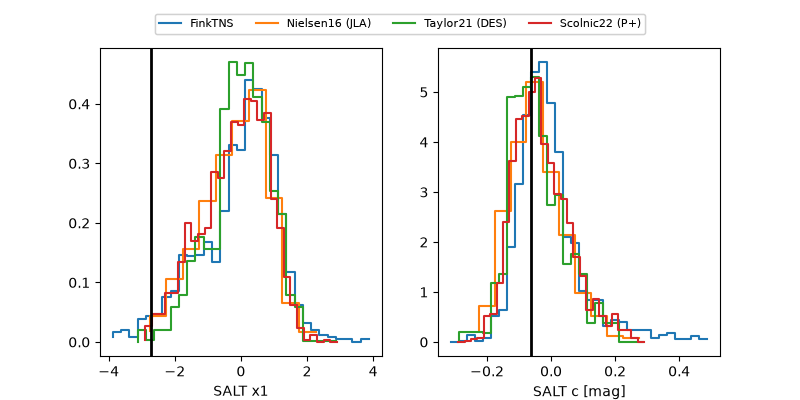 FinkTNS Nielsen16 (JLA) Taylor21 (DES) Scolnic22 (P+)
0.4
0.3
0.2
0.1
0.0
−4 −2 0 2 4
SALT x1
5
4
3
2
1
0
−0.2 0.0 0.2 0.4
SALT c [mag]